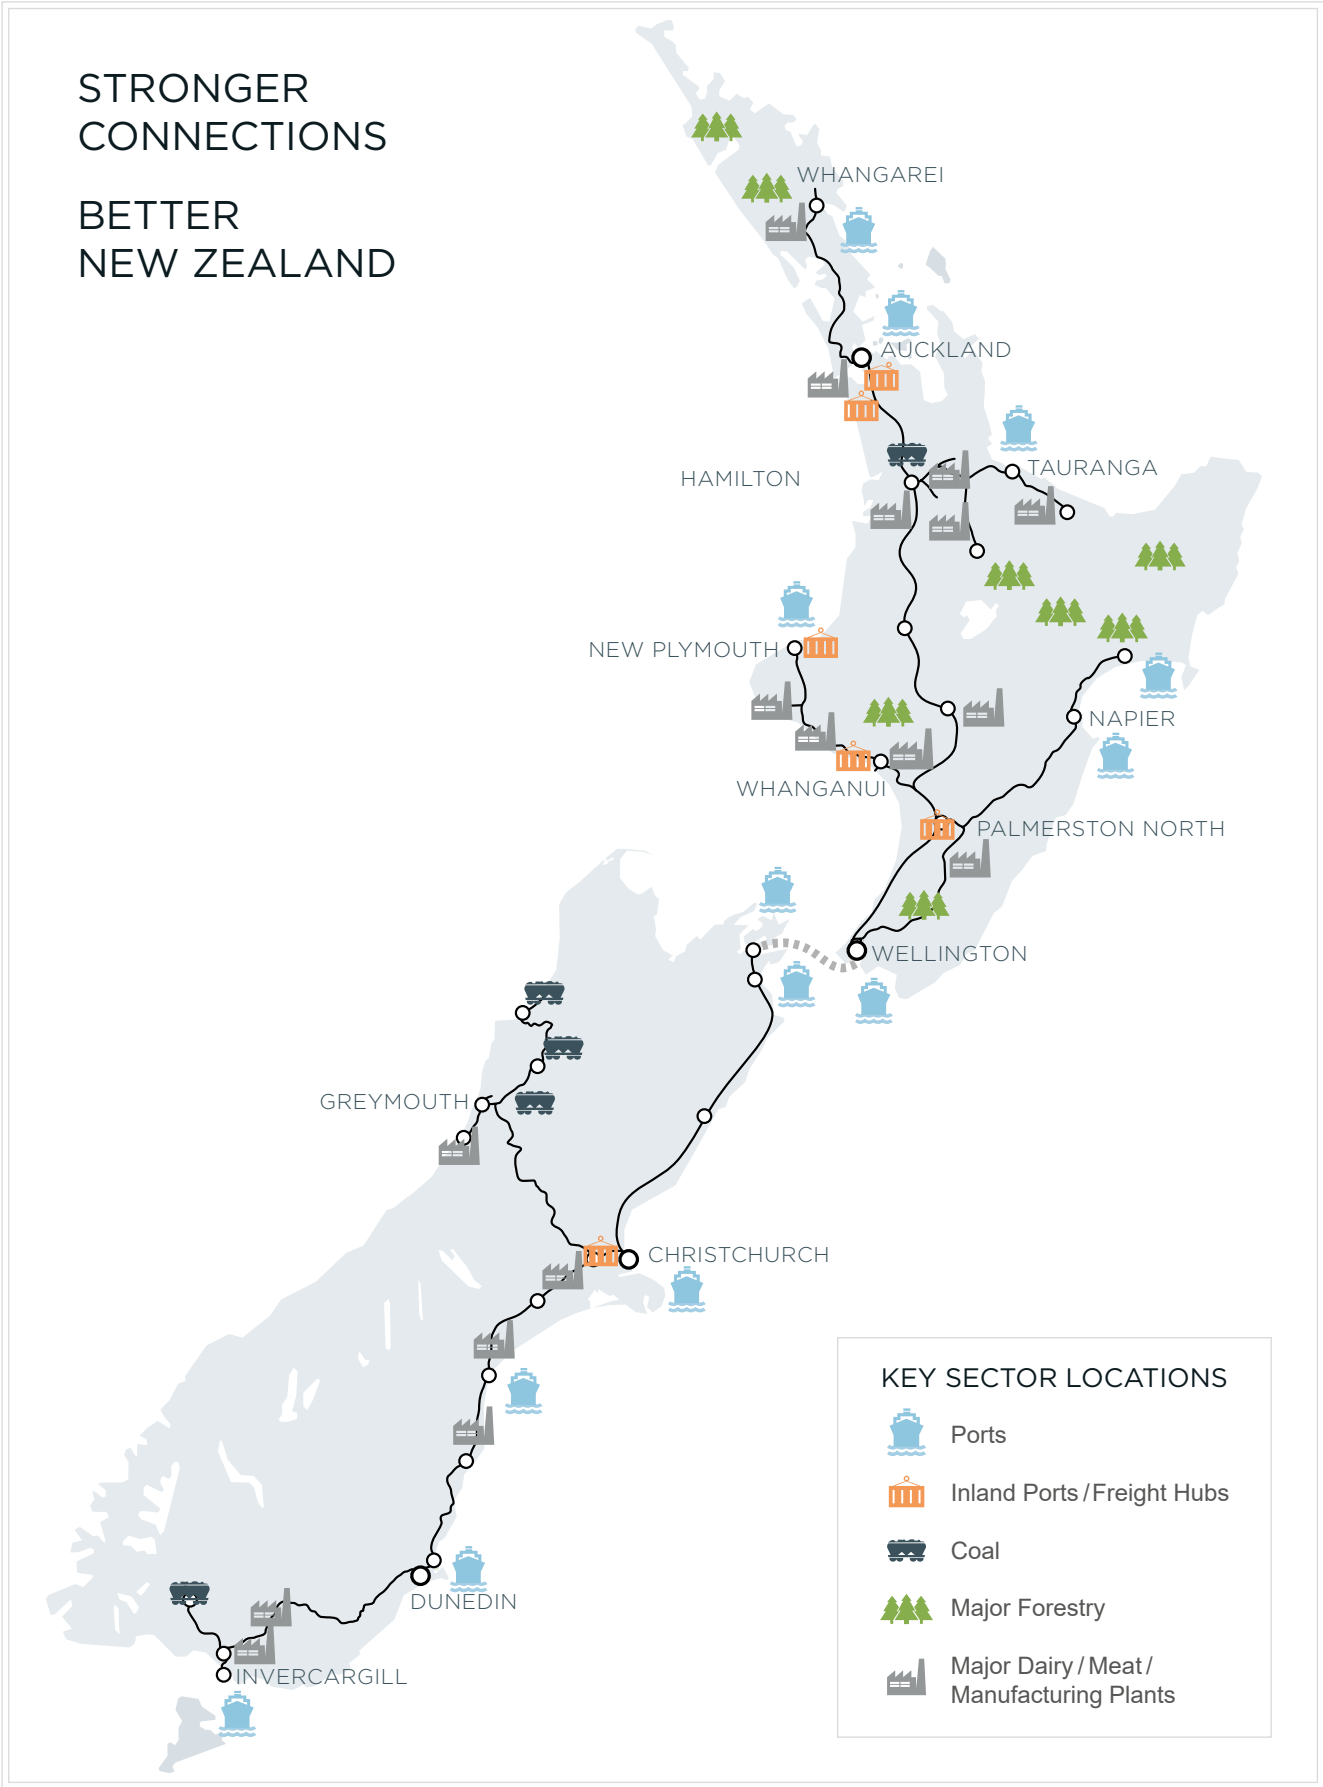 STRONGER
CONNECTIONS
BETTER
NEW ZEALAND
WHANGAREI
AUCKLAND
TAURANGA
HAMILTON
NEW PLYMOUTH
NAPIER
WHANGANUI
PALMERSTON NORTH
WELLINGTON
GREYMOUTH
CHRISTCHURCH
DUNEDIN
INVERCARGILL
KEY SECTOR LOCATIONS
Ports
Inland Ports / Freight Hubs
Coal
Major Forestry
Major Dairy / Meat /
Manufacturing Plants